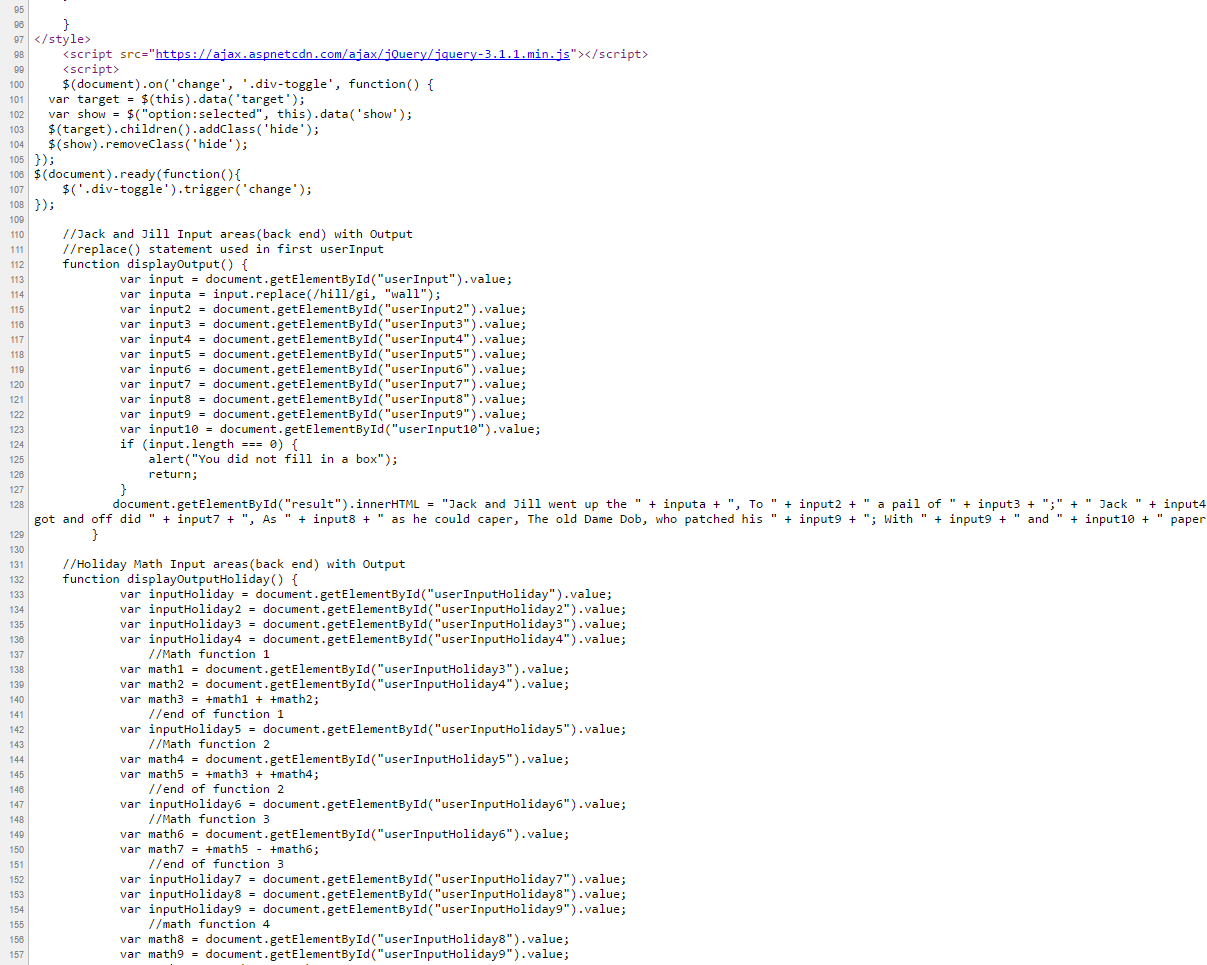 95
96 }
97 </style>
98 <script src="https://ajax.aspnetcdn.com/ajax/jQuery/jquery-3.1.1.min.js"></script>
99 <script>
100 $(document).on('change', '.div-toggle', function() {
101 var target = $(this).data('target');
102 var show = $("option:selected", this).data('show');
103 $(target).children().addClass('hide');
104 $(show).removeClass('hide');
105 });
106 $(document).ready(function(){
107 $('.div-toggle').trigger('change');
108 });
109
110 //Jack and Jill Input areas(back end) with Output
111 //replace() statement used in first userInput
112 function displayOutput() {
113 var input = document.getElementById("userInput").value;
114 var inputa = input.replace(/hill/gi, "wall");
115 var input2 = document.getElementById("userInput2").value;
116 var input3 = document.getElementById("userInput3").value;
117 var input4 = document.getElementById("userInput4").value;
118 var input5 = document.getElementById("userInput5").value;
119 var input6 = document.getElementById("userInput6").value;
120 var input7 = document.getElementById("userInput7").value;
121 var input8 = document.getElementById("userInput8").value;
122 var input9 = document.getElementById("userInput9").value;
123 var input10 = document.getElementById("userInput10").value;
124 if (input.length === 0) {
125 alert("You did not fill in a box");
126 return;
127 }
128 document.getElementById("result").innerHTML = "Jack and Jill went up the " + inputa + ", To " + input2 + " a pail of " + input3 + ";" + " Jack " + input4
got and off did " + input7 + ", As " + input8 + " as he could caper, The old Dame Dob, who patched his " + input9 + "; With " + input9 + " and " + input10 + " paper
129 }
130
131 //Holiday Math Input areas(back end) with Output
132 function displayOutputHoliday() {
133 var inputHoliday = document.getElementById("userInputHoliday").value;
134 var inputHoliday2 = document.getElementById("userInputHoliday2").value;
135 var inputHoliday3 = document.getElementById("userInputHoliday3").value;
136 var inputHoliday4 = document.getElementById("userInputHoliday4").value;
137 //Math function 1
138 var math1 = document.getElementById("userInputHoliday3").value;
139 var math2 = document.getElementById("userInputHoliday4").value;
140 var math3 = +math1 + +math2;
141 //end of function 1
142 var inputHoliday5 = document.getElementById("userInputHoliday5").value;
143 //Math function 2
144 var math4 = document.getElementById("userInputHoliday5").value;
145 var math5 = +math3 + +math4;
146 //end of function 2
147 var inputHoliday6 = document.getElementById("userInputHoliday6").value;
148 //Math function 3
149 var math6 = document.getElementById("userInputHoliday6").value;
150 var math7 = +math5 - +math6;
151 //end of function 3
152 var inputHoliday7 = document.getElementById("userInputHoliday7").value;
153 var inputHoliday8 = document.getElementById("userInputHoliday8").value;
154 var inputHoliday9 = document.getElementById("userInputHoliday9").value;
155 //math function 4
156 var math8 = document.getElementById("userInputHoliday8").value;
157 var math9 = document.getElementById("userInputHoliday9").value;